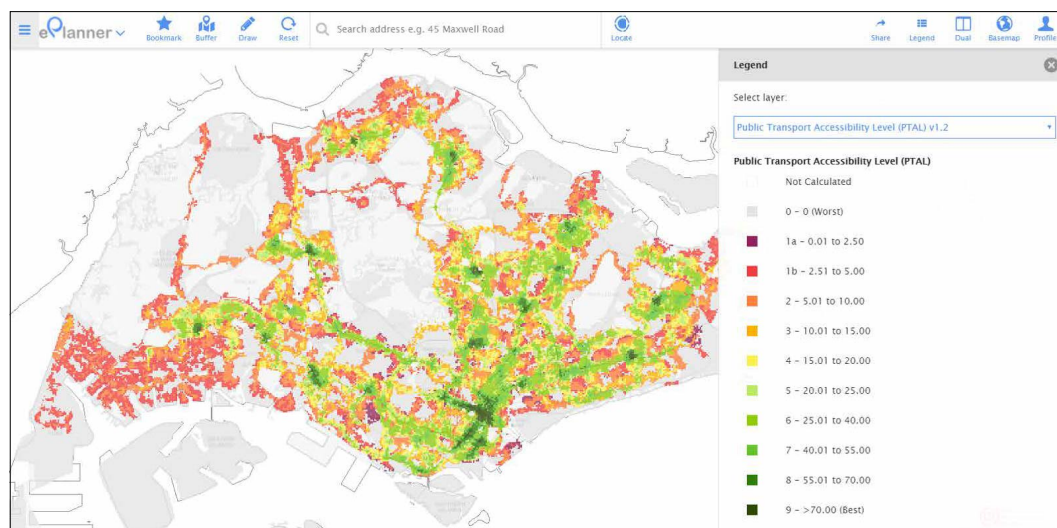 ePlanner
Bookmark
Buffer
Draw
Reset
Search address e.g. 45 Maxwell Road
Locate
Share
Legend
Dual
Basemap
Profile
Legend
Select layer:
Public Transport Accessibility Level (PTAL) v1.2
Public Transport Accessibility Level (PTAL)
Not Calculated
0 - 0 (Worst)
1a - 0.01 to 2.50
1b - 2.51 to 5.00
2 - 5.01 to 10.00
3 - 10.01 to 15.00
4 - 15.01 to 20.00
5 - 20.01 to 25.00
6 - 25.01 to 40.00
7 - 40.01 to 55.00
8 - 55.01 to 70.00
9 - >70.00 (Best)